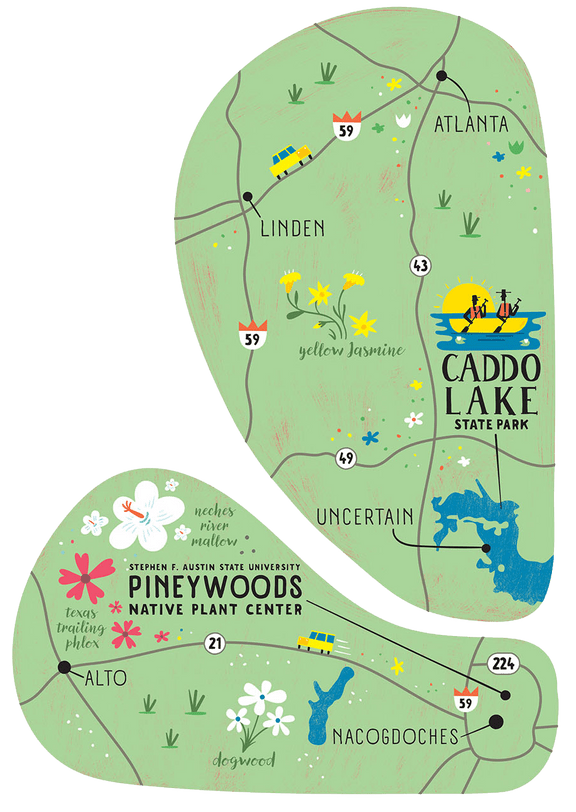 ATLANTA
59
LINDEN
43
yellow Jasmine
59
CADDO
LAKE
STATE PARK
49
UNCERTAIN
neches
river
mallow
STEPHEN F. AUSTIN STATE UNIVERSITY
PINEYWOODS
NATIVE PLANT CENTER
texas
trailing
phlox
21
224
ALTO
59
NACOGDOCHES
dogwood